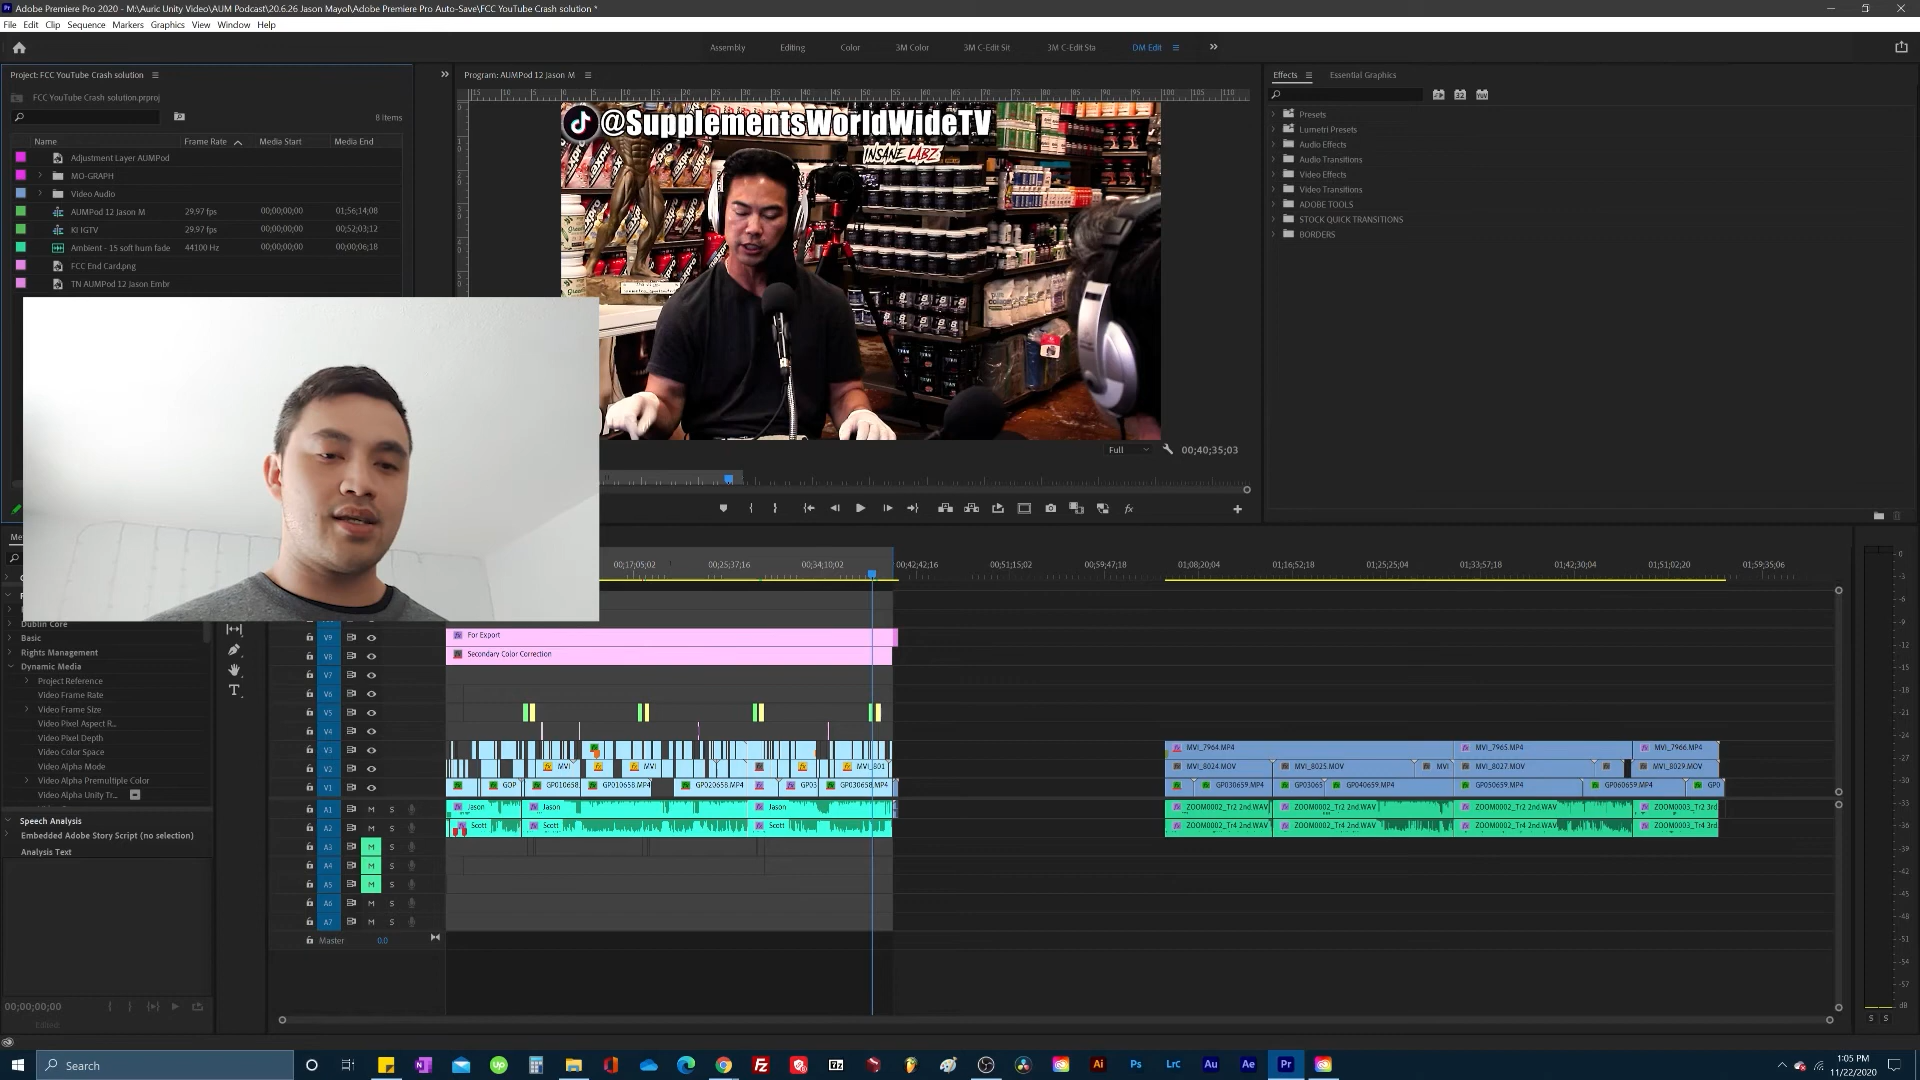 Adobe Premiere Pro 2020 - M:\Auric Unity Video\AUM Podcast\20.6.26 Jason Mayol\Adobe Premiere Pro Auto-Save\FCC YouTube Crash solution *
File Edit Clip Sequence Markers Graphics View Window Help
Assembly Editing Color 3M Color 3M C-Edit Sit 3M C-Edit Sta DM Edit
Project: FCC YouTube Crash solution
Program: AUMPod 12 Jason M
Effects Essential Graphics
FCC YouTube Crash solution.prproj
8 items
Name Frame Rate Media Start Media End
Adjustment Layer AUMPod
MO-GRAPH
Video Audio
AUMPod 12 Jason M 29.97 fps 00;00;00;00 01;56;14;08
KI IGTV 29.97 fps 00;00;00;00 00;52;03;12
Ambient - 15 soft hum fade 44100 Hz 00;00;00;00 00;00;06;18
FCC End Card.png
TN AUMPod 12 Jason Embr
@SupplementsWorldWideTV
INSANE LABZ
Presets
Lumetri Presets
Audio Effects
Audio Transitions
Video Effects
Video Transitions
ADOBE TOOLS
STOCK QUICK TRANSITIONS
BORDERS
Full 00;40;35;03
00;17;05;02 00;25;37;16 00;34;10;02 00;42;42;16 00;51;15;02 00;59;47;18 01;08;20;04 01;16;52;18 01;25;25;04 01;33;57;18 01;42;30;04 01;51;02;20 01;59;35;06
Dublin Core
Basic
Rights Management
Dynamic Media
Project Reference
Video Frame Rate
Video Frame Size
Video Pixel Aspect R...
Video Pixel Depth
Video Color Space
Video Alpha Mode
Video Alpha Premultiple Color
Video Alpha Unity Tr...
Speech Analysis
Embedded Adobe Story Script (no selection)
Analysis Text
00;00;00;00
V9 For Export
V8 Secondary Color Correction
V7
V6
V5
V4
V3 MVI_7964.MP4 MVI_7965.MP4 MVI_7966.MP4
V2 MVI MVI MVI_801 MVI_8024.MOV MVI_8025.MOV MVI MVI_8027.MOV MVI_8029.MOV
V1 GOP GP010658. GP010658.MP4 GP020658.MP4 GP03 GP030658.MP4 GP030659.MP4 GP03065 GP040659.MP4 GP050659.MP4 GP060659.MP4 GP0
A1 M S Jason Jason Jason ZOOM0002_Tr2 2nd.WAV ZOOM0002_Tr2 2nd.WAV ZOOM0002_Tr2 2nd.WAV ZOOM0003_Tr2 3rd
A2 M S Scott Scott Scott ZOOM0002_Tr4 2nd.WAV ZOOM0002_Tr4 2nd.WAV ZOOM0002_Tr4 2nd.WAV ZOOM0003_Tr4 3rd
A3 M S
A4 M S
A5 M S
A6 M S
A7 M S
Master 0.0
Search
1:05 PM
11/22/2020